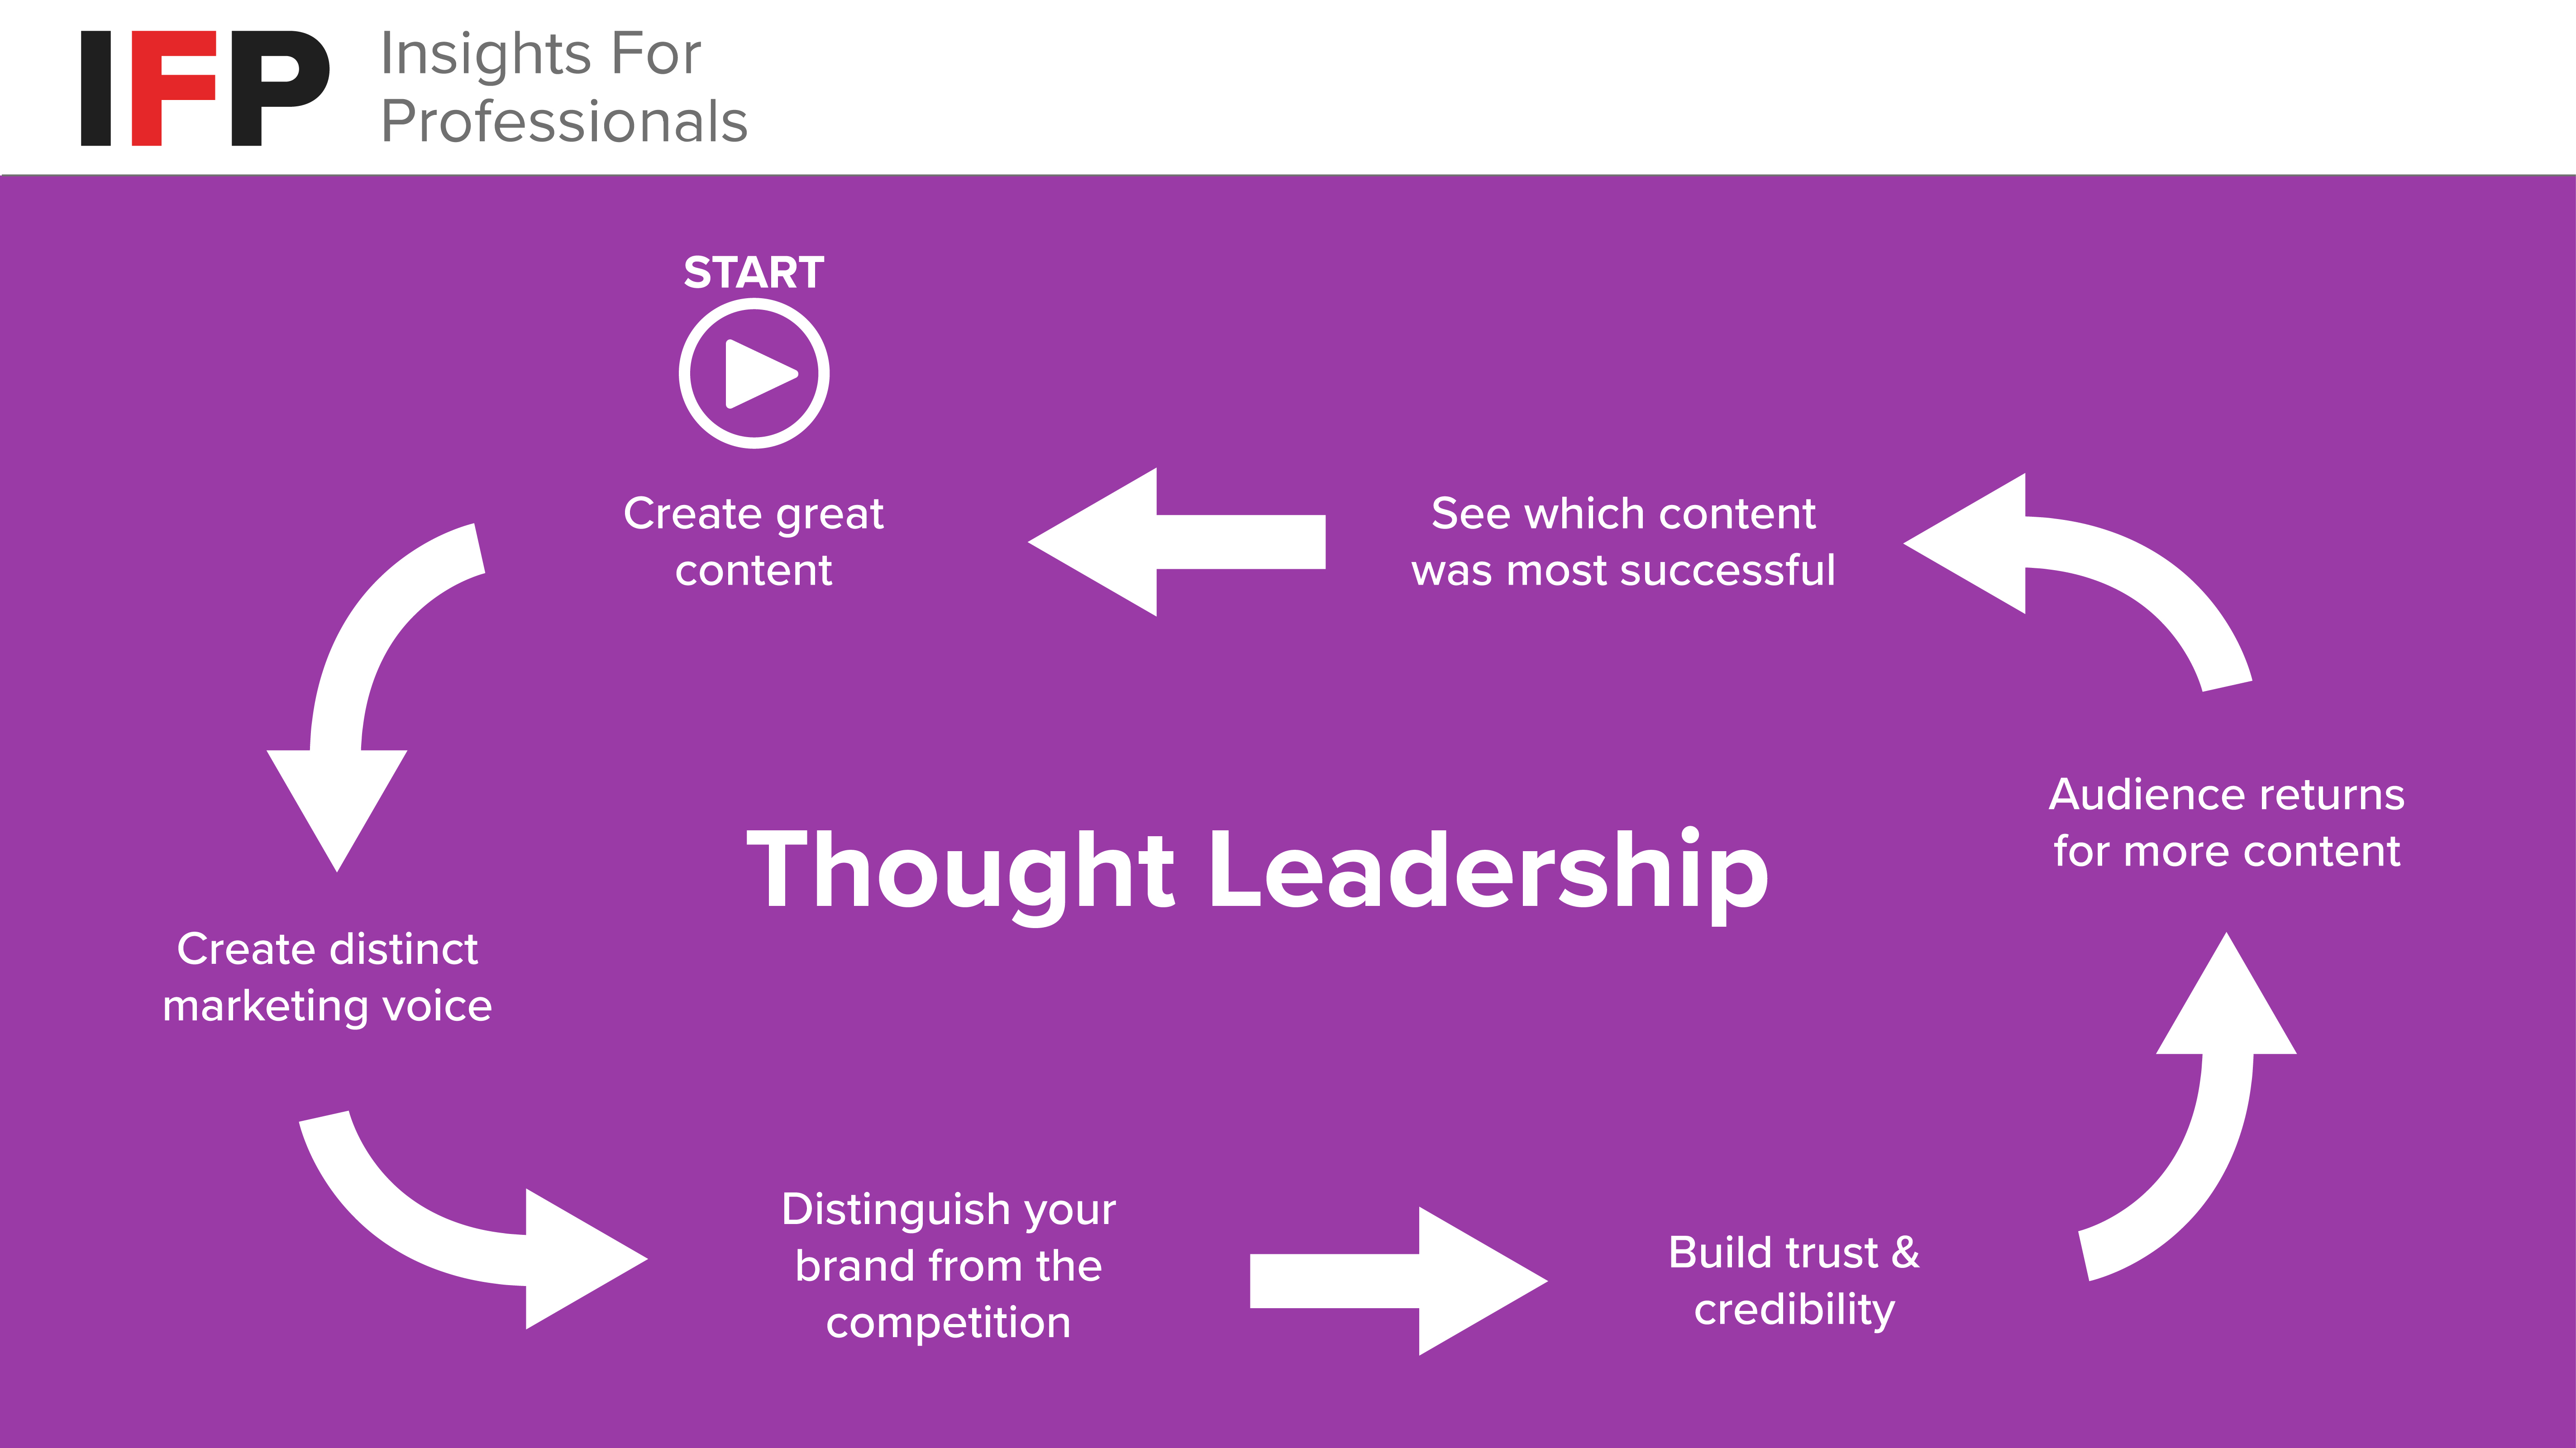 IFP
Insights For
Professionals
START
Create great
content
See which content
was most successful
Audience returns
for more content
Thought Leadership
Create distinct
marketing voice
Distinguish your
brand from the
competition
Build trust &
credibility